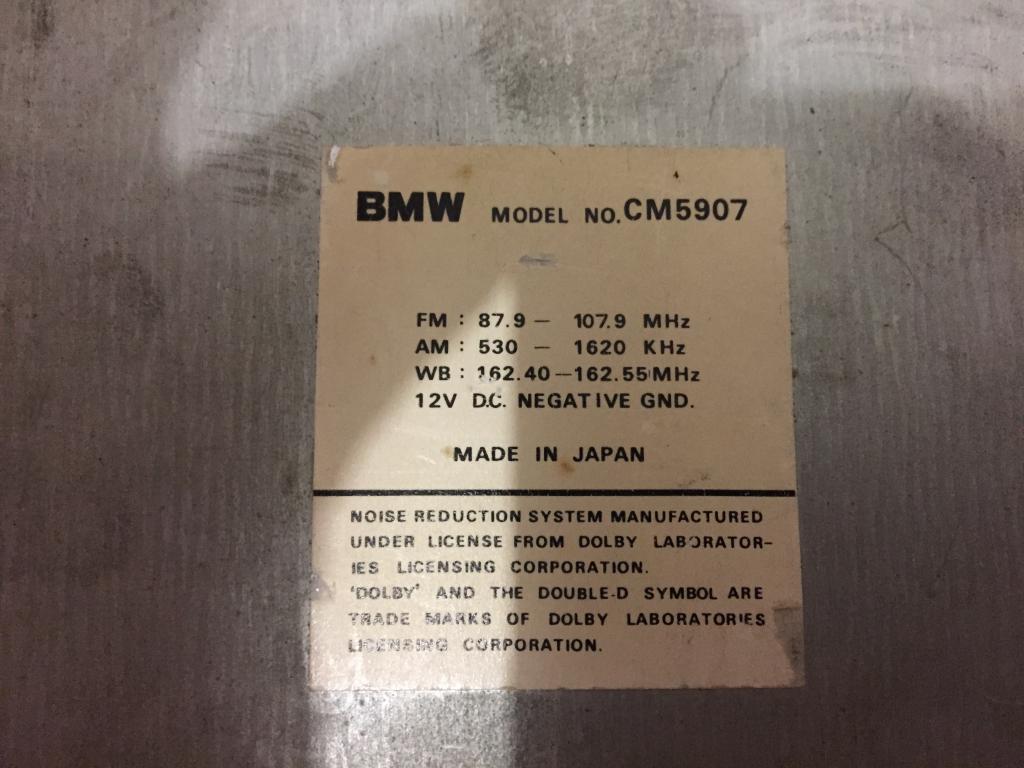 BMW MODEL NO. CM5907
FM : 87.9 — 107.9 MHz
AM : 530 — 1620 KHz
WB : 162.40—162.55 MHz
12V D.C. NEGATIVE GND.
MADE IN JAPAN
NOISE REDUCTION SYSTEM MANUFACTURED
UNDER LICENSE FROM DOLBY LABORATOR-
IES LICENSING CORPORATION.
'DOLBY' AND THE DOUBLE-D SYMBOL ARE
TRADE MARKS OF DOLBY LABORATORIES
LICENSING CORPORATION.